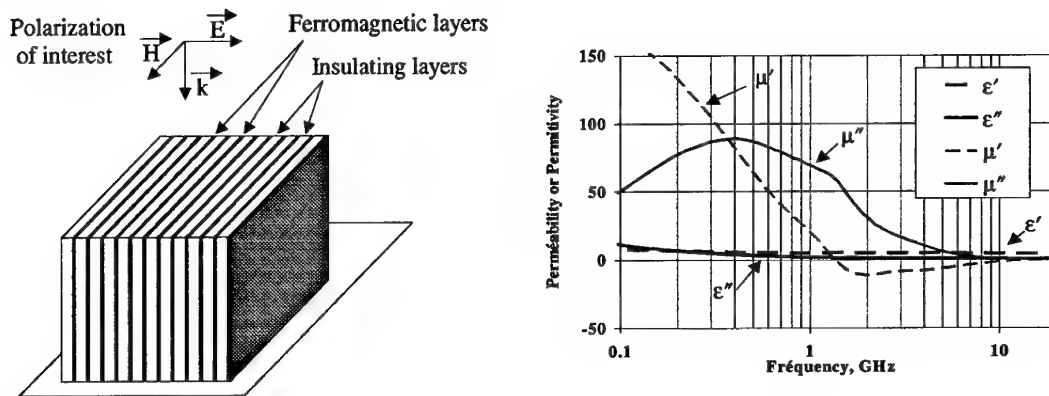 Polarization
of interest
H
E
k
Ferromagnetic layers
Insulating layers
Perméability or Permitivity
150
100
50
0
-50
0.1
1
10
Fréquency, GHz
μ′
μ″
ε′
ε″
ε′
ε″
μ′
μ″